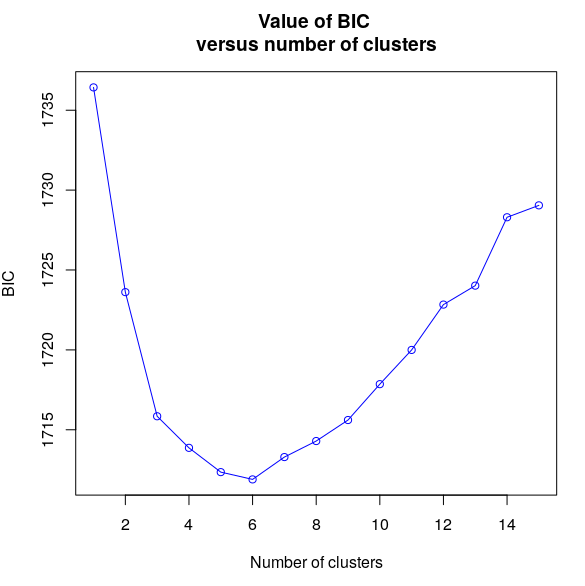 Value of BIC
versus number of clusters
1735
1730
1725
1720
1715
BIC
2 4 6 8 10 12 14
Number of clusters